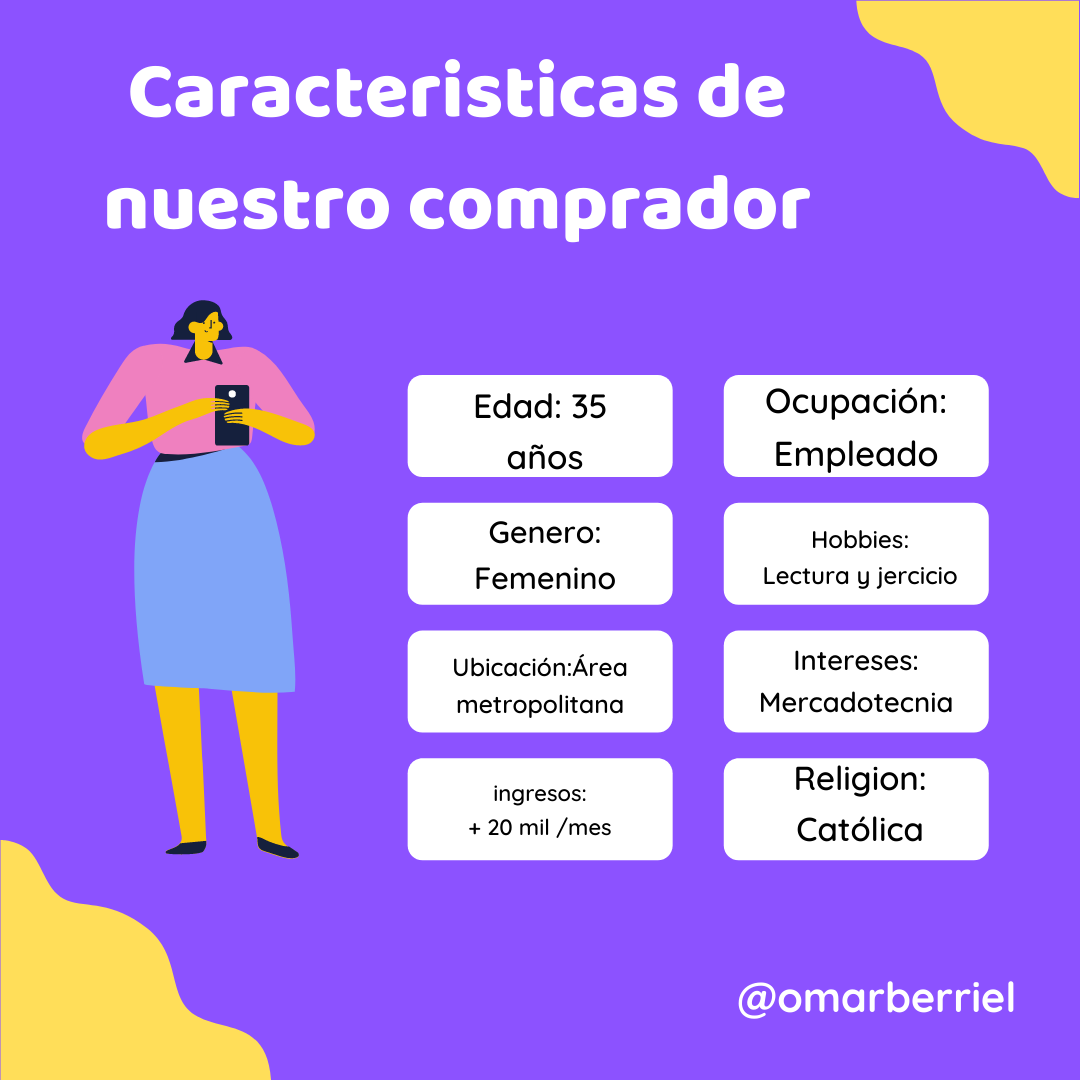 Caracteristicas de
nuestro comprador
Edad: 35
años
Ocupación:
Empleado
Genero:
Femenino
Hobbies:
Lectura y jercicio
Ubicación:Área
metropolitana
Intereses:
Mercadotecnia
ingresos:
+ 20 mil /mes
Religion:
Católica
@omarberriel